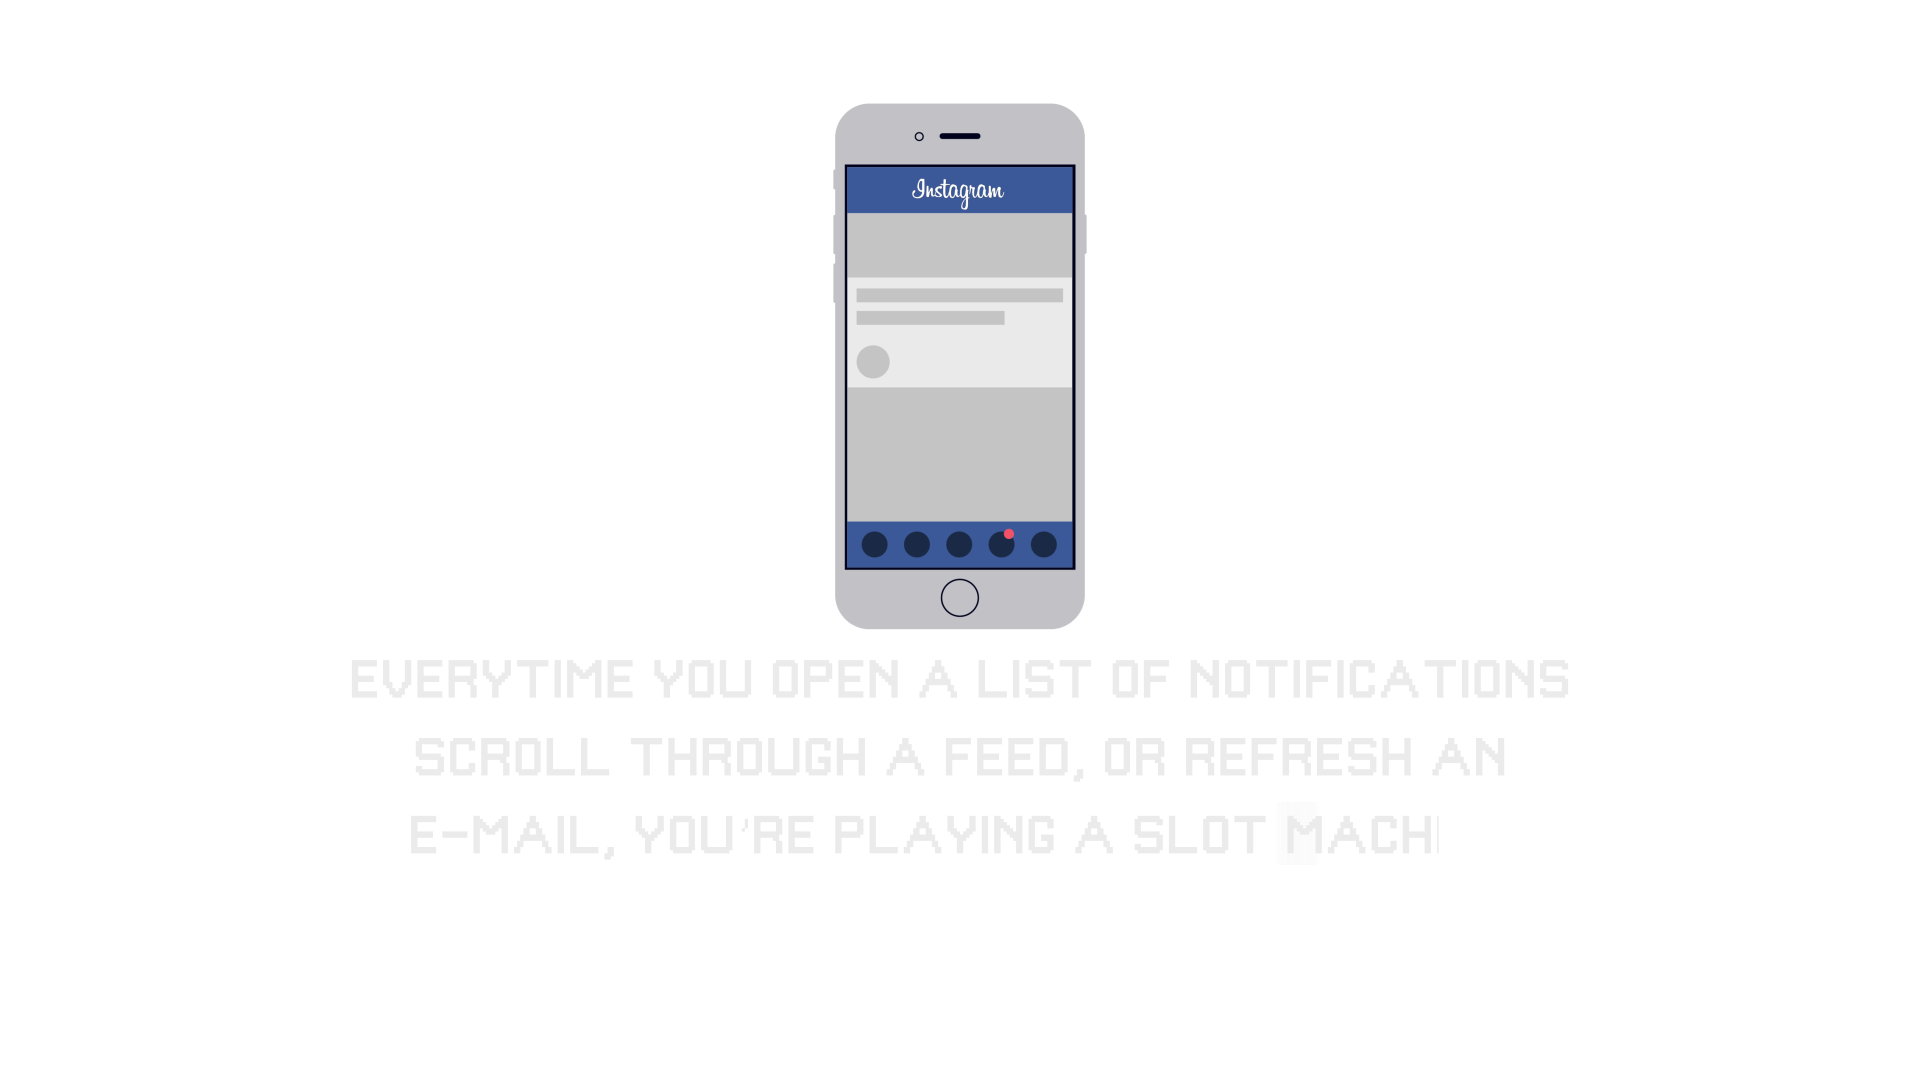 Instagram
EVERYTIME YOU OPEN A LIST OF NOTIFICATIONS
SCROLL THROUGH A FEED, OR REFRESH AN
E-MAIL, YOU'RE PLAYING A SLOT MACH